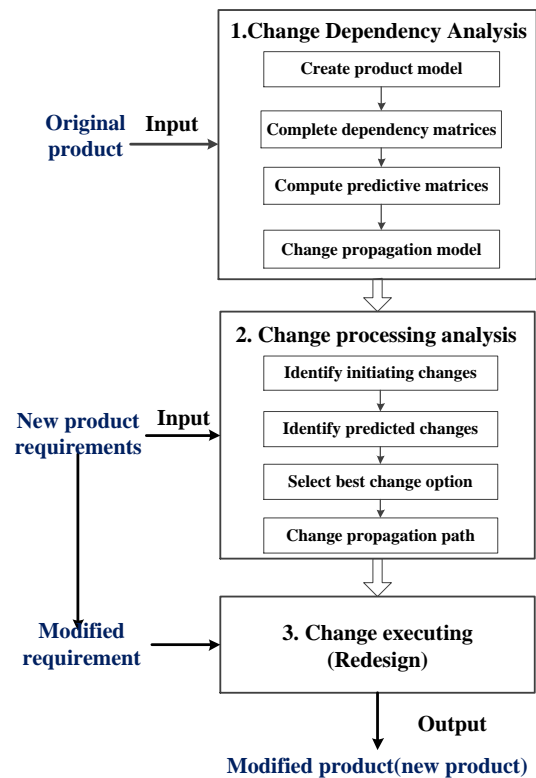 1.Change Dependency Analysis
Create product model
Original
product
Input
Complete dependency matrices
Compute predictive matrices
Change propagation model
2. Change processing analysis
Identify initiating changes
New product
requirements
Input
Identify predicted changes
Select best change option
Change propagation path
Modified
requirement
3. Change executing
(Redesign)
Output
Modified product(new product)